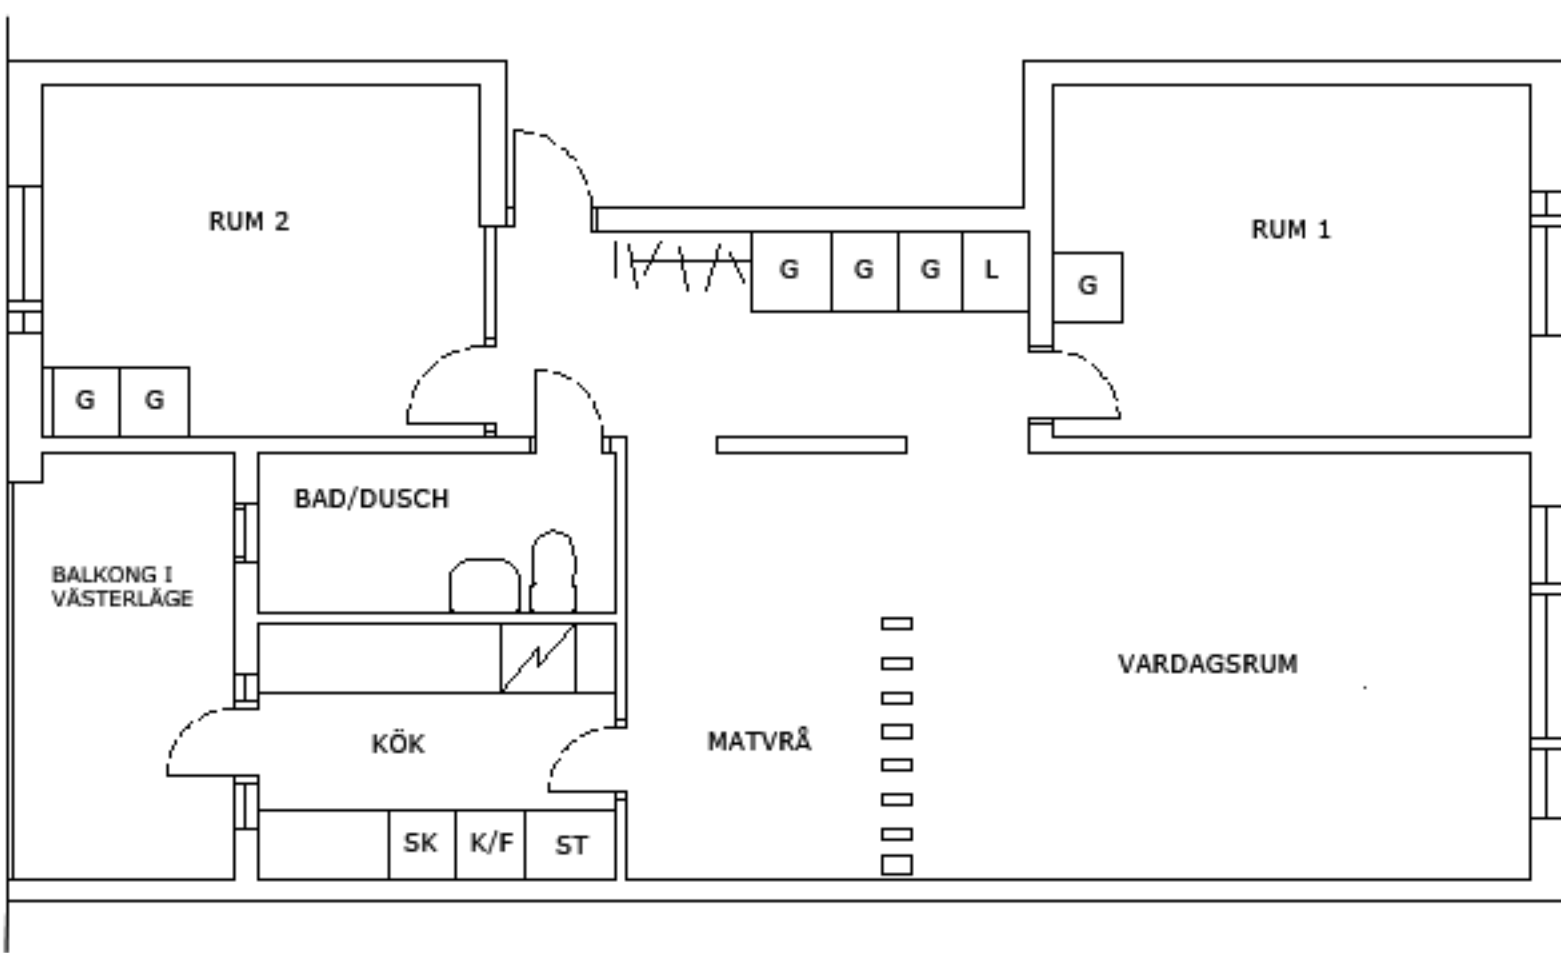 RUM 2
RUM 1
G G G L
G
G G
BAD/DUSCH
BALKONG I
VÄSTERLÄGE
VARDAGSRUM
KÖK
MATVRÅ
SK K/F ST